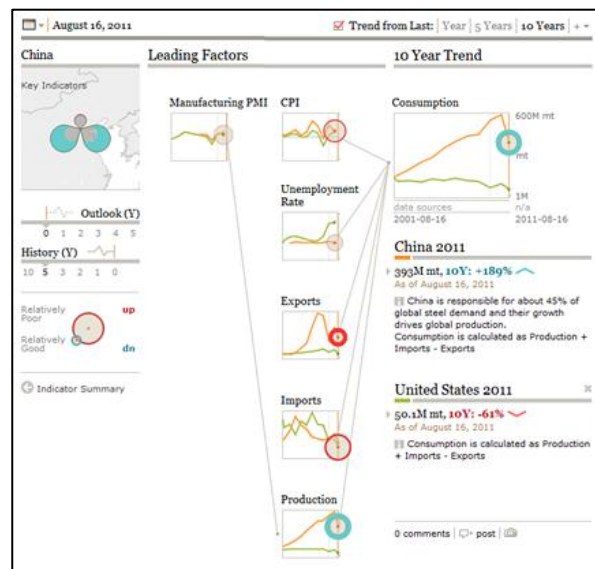 August 16, 2011
Trend from Last: Year 5 Years 10 Years + -
China
Leading Factors
10 Year Trend
Key Indicators
Manufacturing PMI
CPI
Consumption
600M mt
mt
1M
data sources
n/a
2001-08-16
2011-08-16
Unemployment
Rate
Outlook (Y)
0 1 2 3 4 5
History (Y)
10 5 3 2 1 0
China 2011
393M mt, 10Y: +189%
As of August 16, 2011
China is responsible for about 45% of
global steel demand and their growth
drives global production.
Consumption is calculated as Production +
Imports - Exports
Relatively
Poor
up
Relatively
Good
dn
Exports
Indicator Summary
United States 2011
50.1M mt, 10Y: -61%
As of August 16, 2011
Consumption is calculated as Production
+ Imports - Exports
Imports
Production
0 comments post